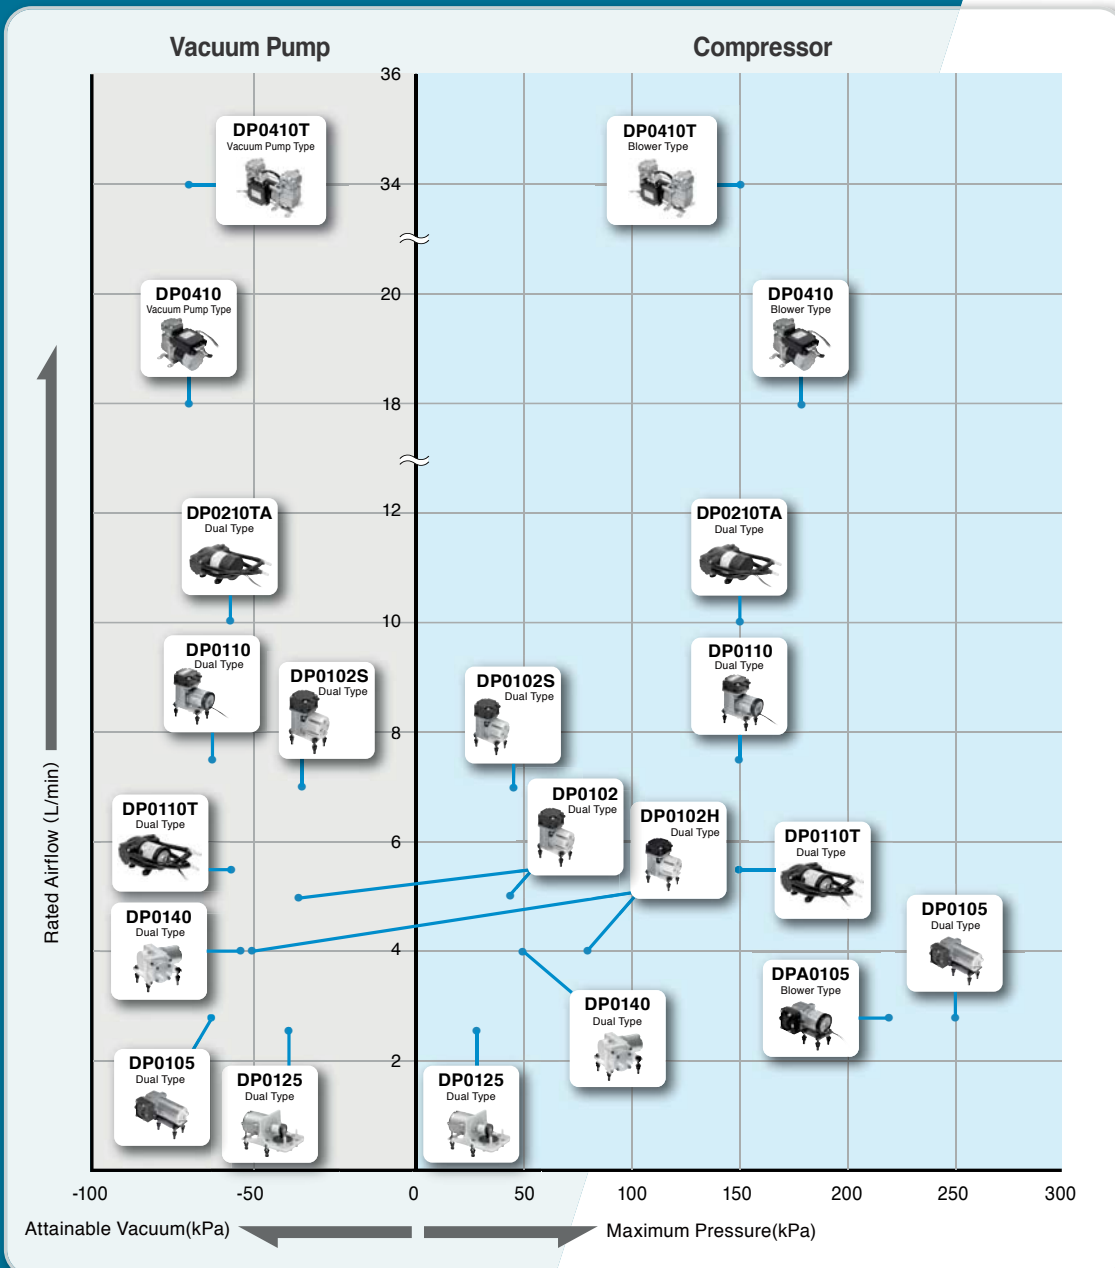 Vacuum Pump
Compressor
36
DP0410T
Vacuum Pump Type
DP0410T
Blower Type
34
DP0410
Vacuum Pump Type
20
DP0410
Blower Type
18
DP0210TA
Dual Type
12
DP0210TA
Dual Type
10
DP0110
Dual Type
DP0102S
Dual Type
DP0102S
Dual Type
DP0110
Dual Type
8
DP0110T
Dual Type
6
DP0102
Dual Type
DP0102H
Dual Type
DP0110T
Dual Type
DP0140
Dual Type
4
DP0105
Dual Type
DPA0105
Blower Type
DP0140
Dual Type
2
DP0105
Dual Type
DP0125
Dual Type
DP0125
Dual Type
Rated Airflow (L/min)
-100
-50
0
50
100
150
200
250
300
Attainable Vacuum(kPa)
Maximum Pressure(kPa)